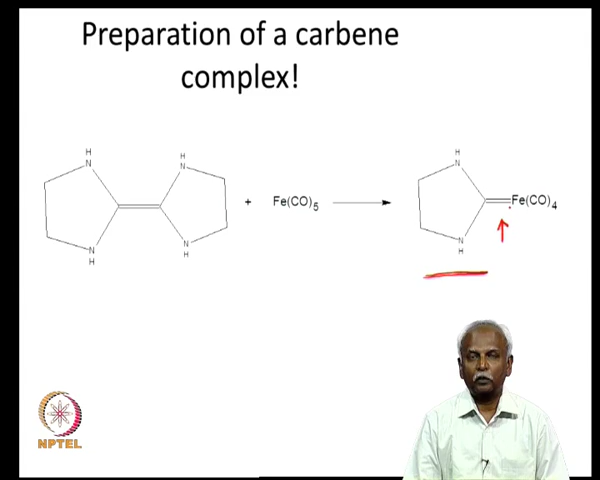 Preparation of a carbene
complex!
H
N
H
N
N
H
N
H
+ Fe(CO)5
H
N
Fe(CO)4
N
H
NPTEL